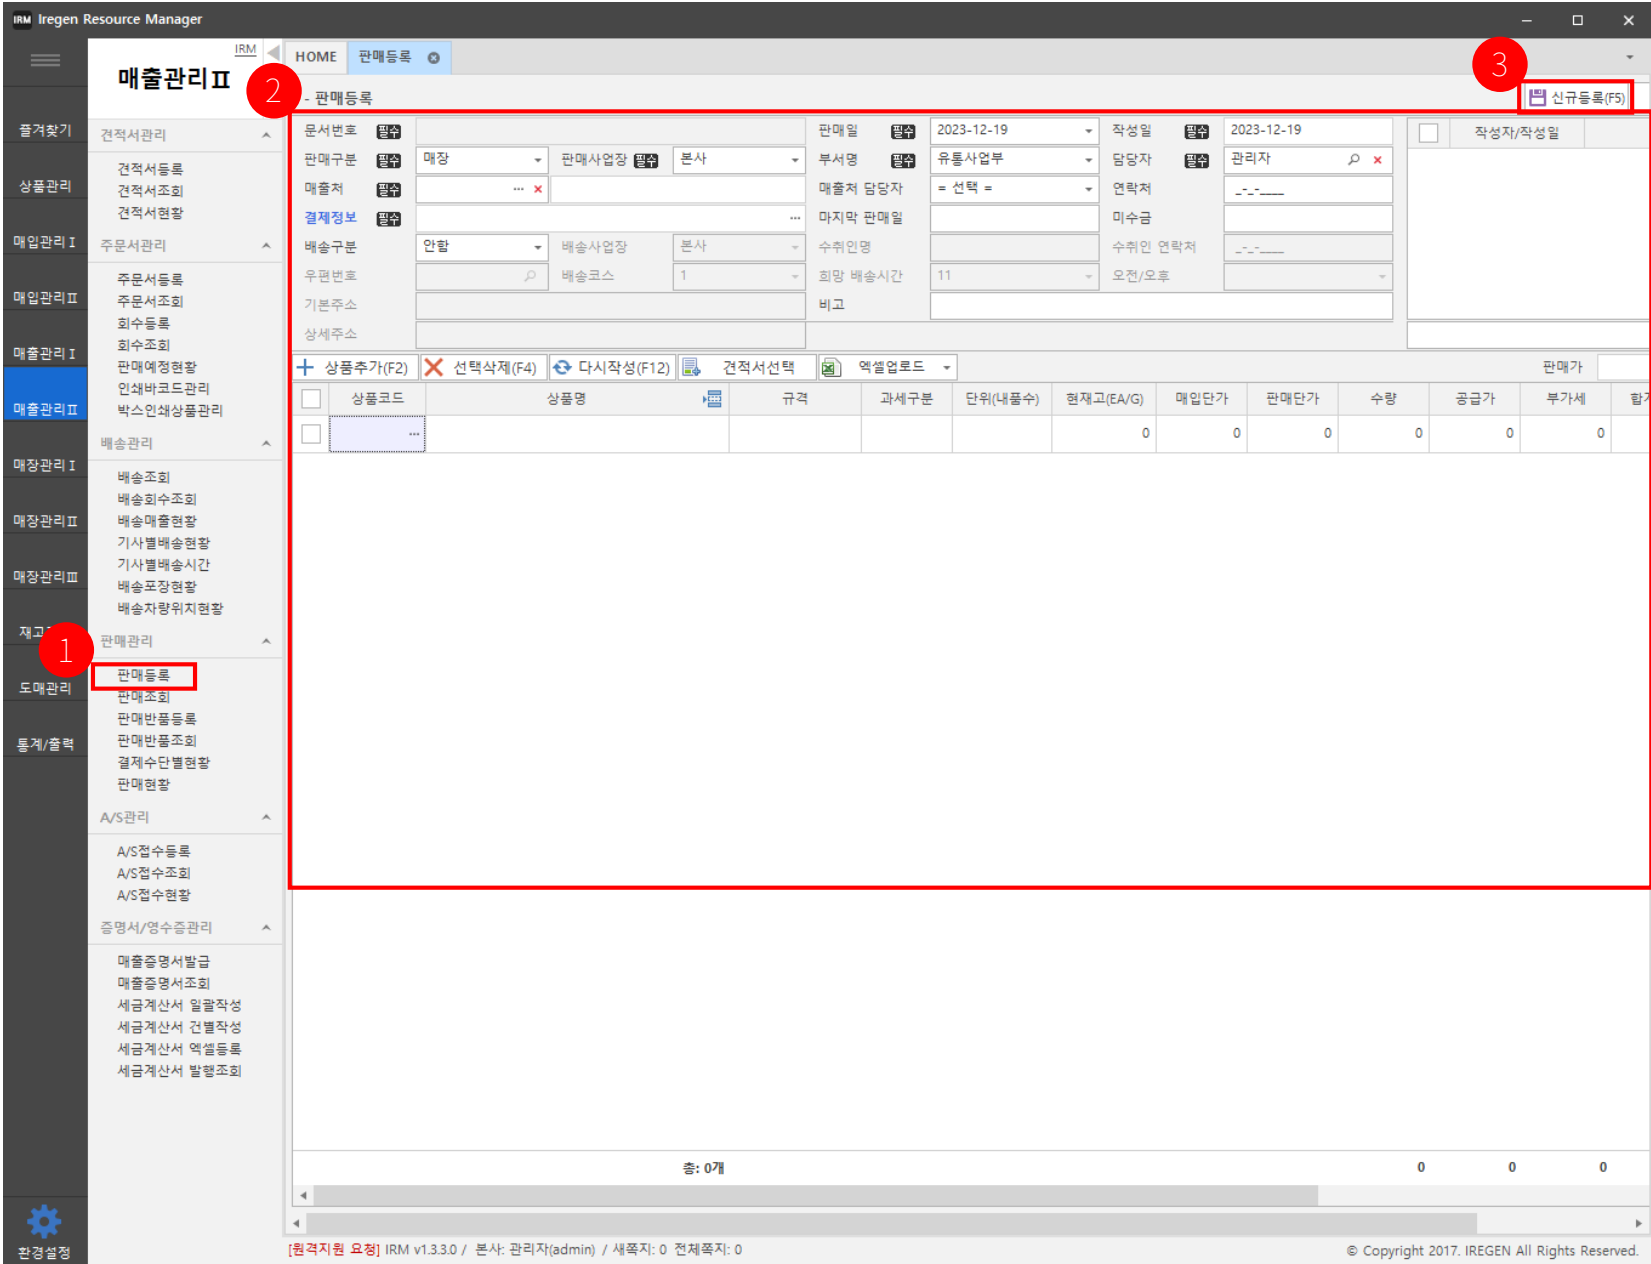 IRM Iregen Resource Manager
즐겨찾기
상품관리
매입관리 I
매입관리 II
매출관리 I
매출관리 II
매장관리 I
매장관리 II
매장관리 III
재고
도매관리
통계/출력
환경설정
IRM
매출관리 II
견적서관리
견적서등록
견적서조회
견적서현황
주문서관리
주문서등록
주문서조회
회수등록
회수조회
판매예정현황
인쇄바코드관리
박스인쇄상품관리
배송관리
배송조회
배송회수조회
배송매출현황
기사별배송현황
기사별배송시간
배송포장현황
배송차량위치현황
1
판매관리
판매등록
판매조회
판매반품등록
판매반품조회
결제수단별현황
판매현황
A/S관리
A/S접수등록
A/S접수조회
A/S접수현황
증명서/영수증관리
매출증명서발급
매출증명서조회
세금계산서 일괄작성
세금계산서 건별작성
세금계산서 엑셀등록
세금계산서 발행조회
HOME 판매등록
2 - 판매등록 3 신규등록(F5)
문서번호 필수 판매일 필수 2023-12-19 작성일 필수 2023-12-19 작성자/작성일
판매구분 필수 매장 판매사업장 필수 본사 부서명 필수 유통사업부 담당자 필수 관리자
매출처 필수 ... 매출처 담당자 = 선택 = 연락처 _-_-____
결제정보 필수 ... 마지막 판매일 미수금
배송구분 안함 배송사업장 본사 수취인명 수취인 연락처 _-_-____
우편번호 배송코스 1 희망 배송시간 11 오전/오후
기본주소 비고
상세주소
상품추가(F2) 선택삭제(F4) 다시작성(F12) 견적서선택 엑셀업로드 판매가
상품코드 상품명 규격 과세구분 단위(내품수) 현재고(EA/G) 매입단가 판매단가 수량 공급가 부가세
... 0 0 0 0 0 0
총: 0개 0 0 0
[원격지원 요청] IRM v1.3.3.0 / 본사: 관리자(admin) / 새쪽지: 0 전체쪽지: 0 © Copyright 2017. IREGEN All Rights Reserved.